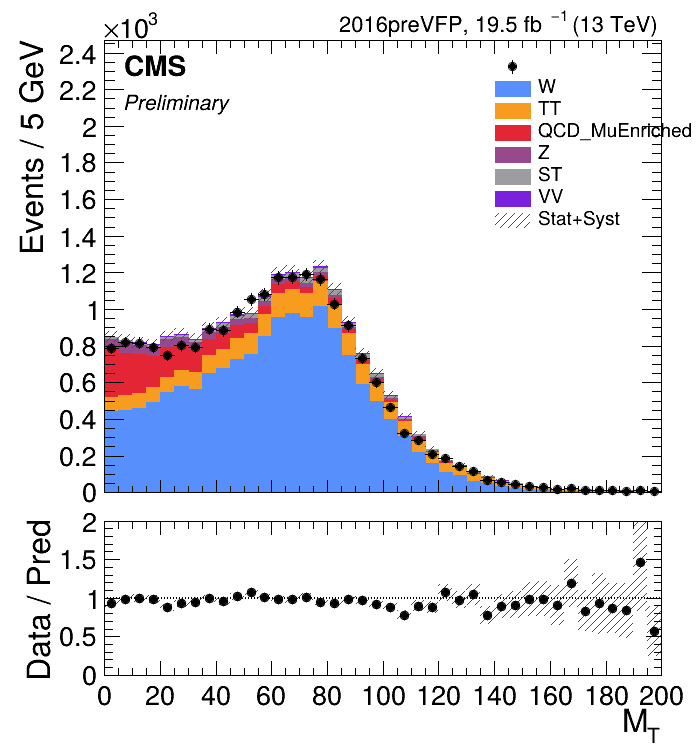 ×10³
2016preVFP, 19.5 fb⁻¹ (13 TeV)
CMS
Preliminary
W
TT
QCD_MuEnriched
Z
ST
VV
Stat+Syst
Events / 5 GeV
2.4
2.2
2
1.8
1.6
1.4
1.2
1
0.8
0.6
0.4
0.2
0
Data / Pred
2
1.5
1
0.5
0
0 20 40 60 80 100 120 140 160 180 200
M_T